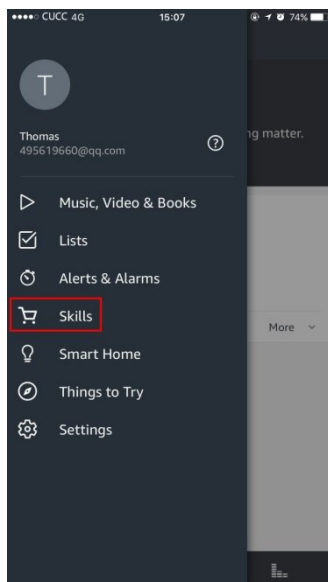 CUCC 4G 15:07 74%
T
Thomas
495619660@qq.com
ng matter.
Music, Video & Books
Lists
Alerts & Alarms
Skills
More
Smart Home
Things to Try
Settings